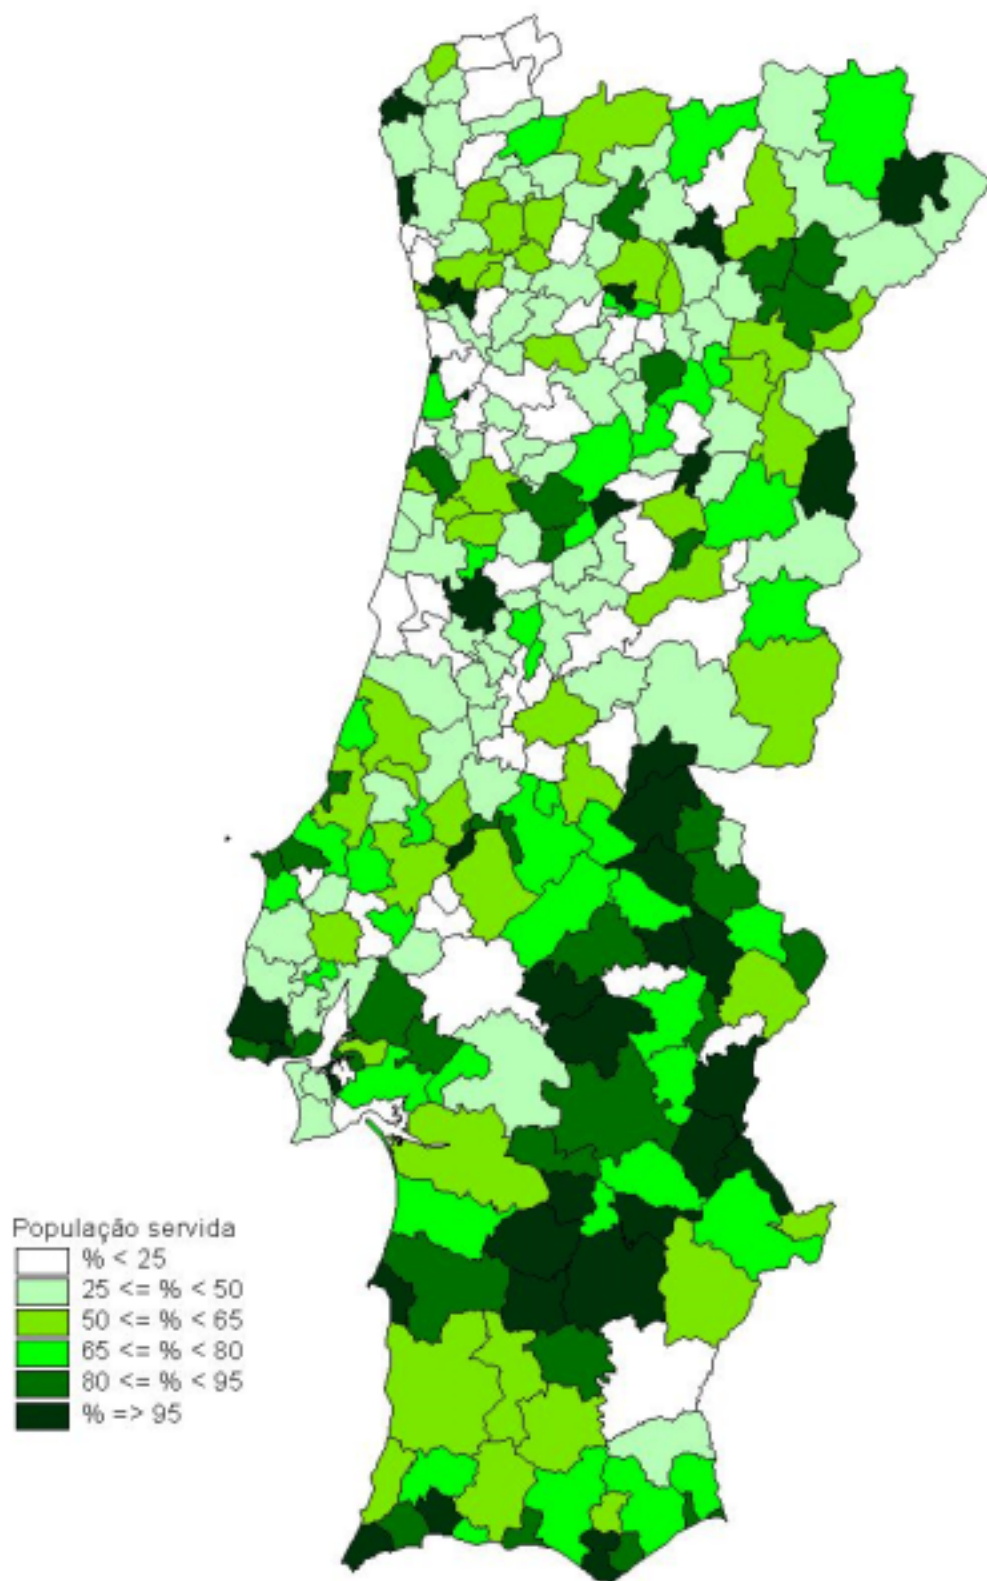 População servida
% < 25
25 <= % < 50
50 <= % < 65
65 <= % < 80
80 <= % < 95
% => 95